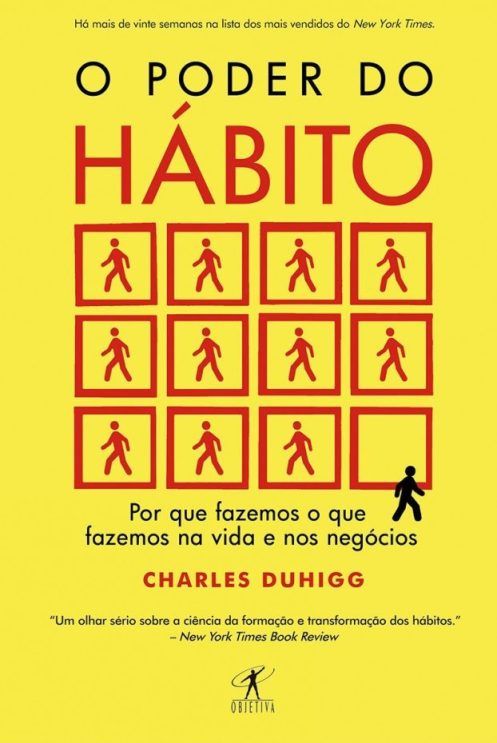 Há mais de vinte semanas na lista dos mais vendidos do New York Times.
O PODER DO
HÁBITO
Por que fazemos o que
fazemos na vida e nos negócios
CHARLES DUHIGG
“Um olhar sério sobre a ciência da formação e transformação dos hábitos.”
– New York Times Book Review
OBJETIVA